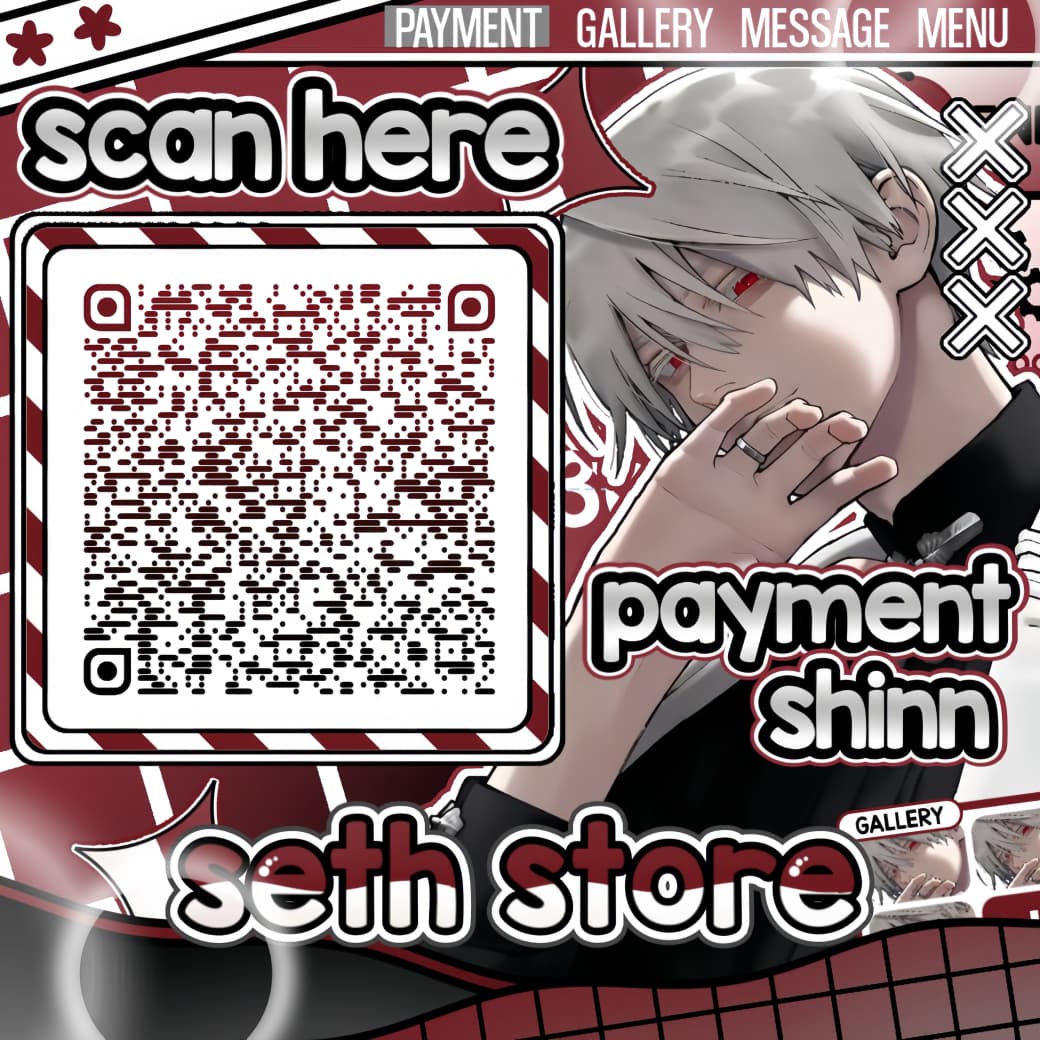 PAYMENT GALLERY MESSAGE MENU
scan here
payment
shinn
GALLERY
seth store